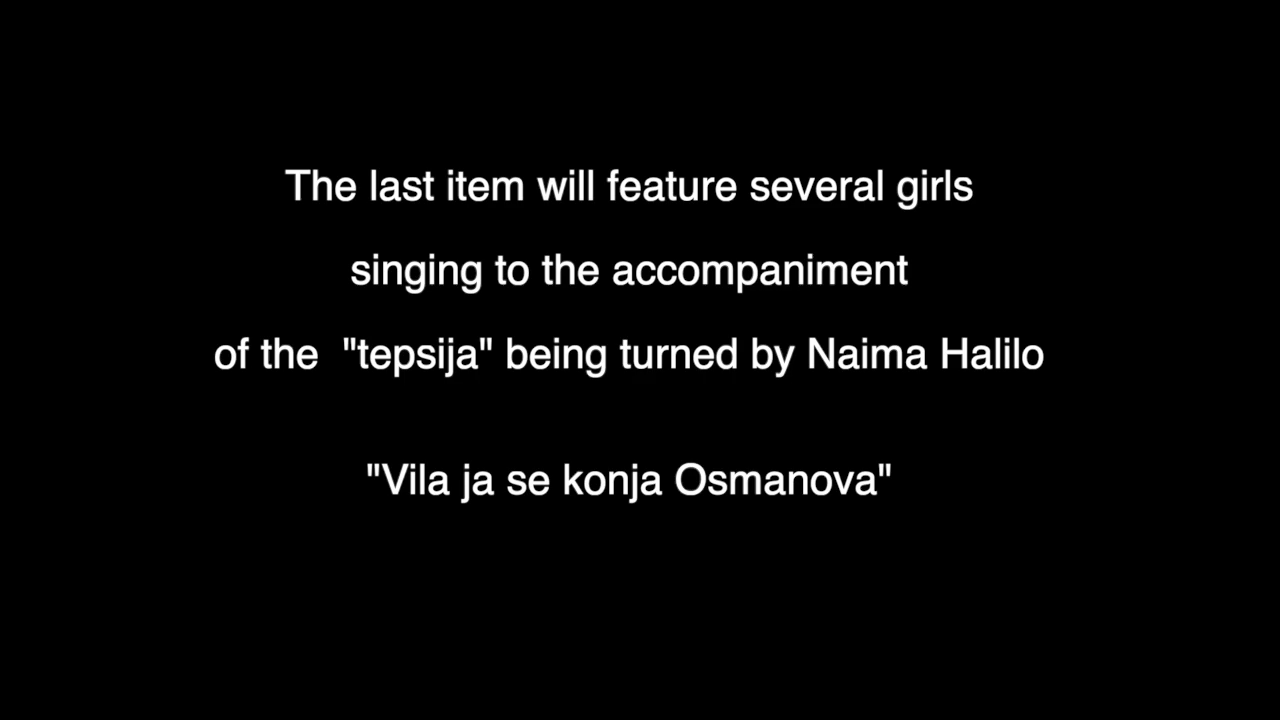 The last item will feature several girls
singing to the accompaniment
of the  "tepsija" being turned by Naima Halilo
"Vila ja se konja Osmanova"